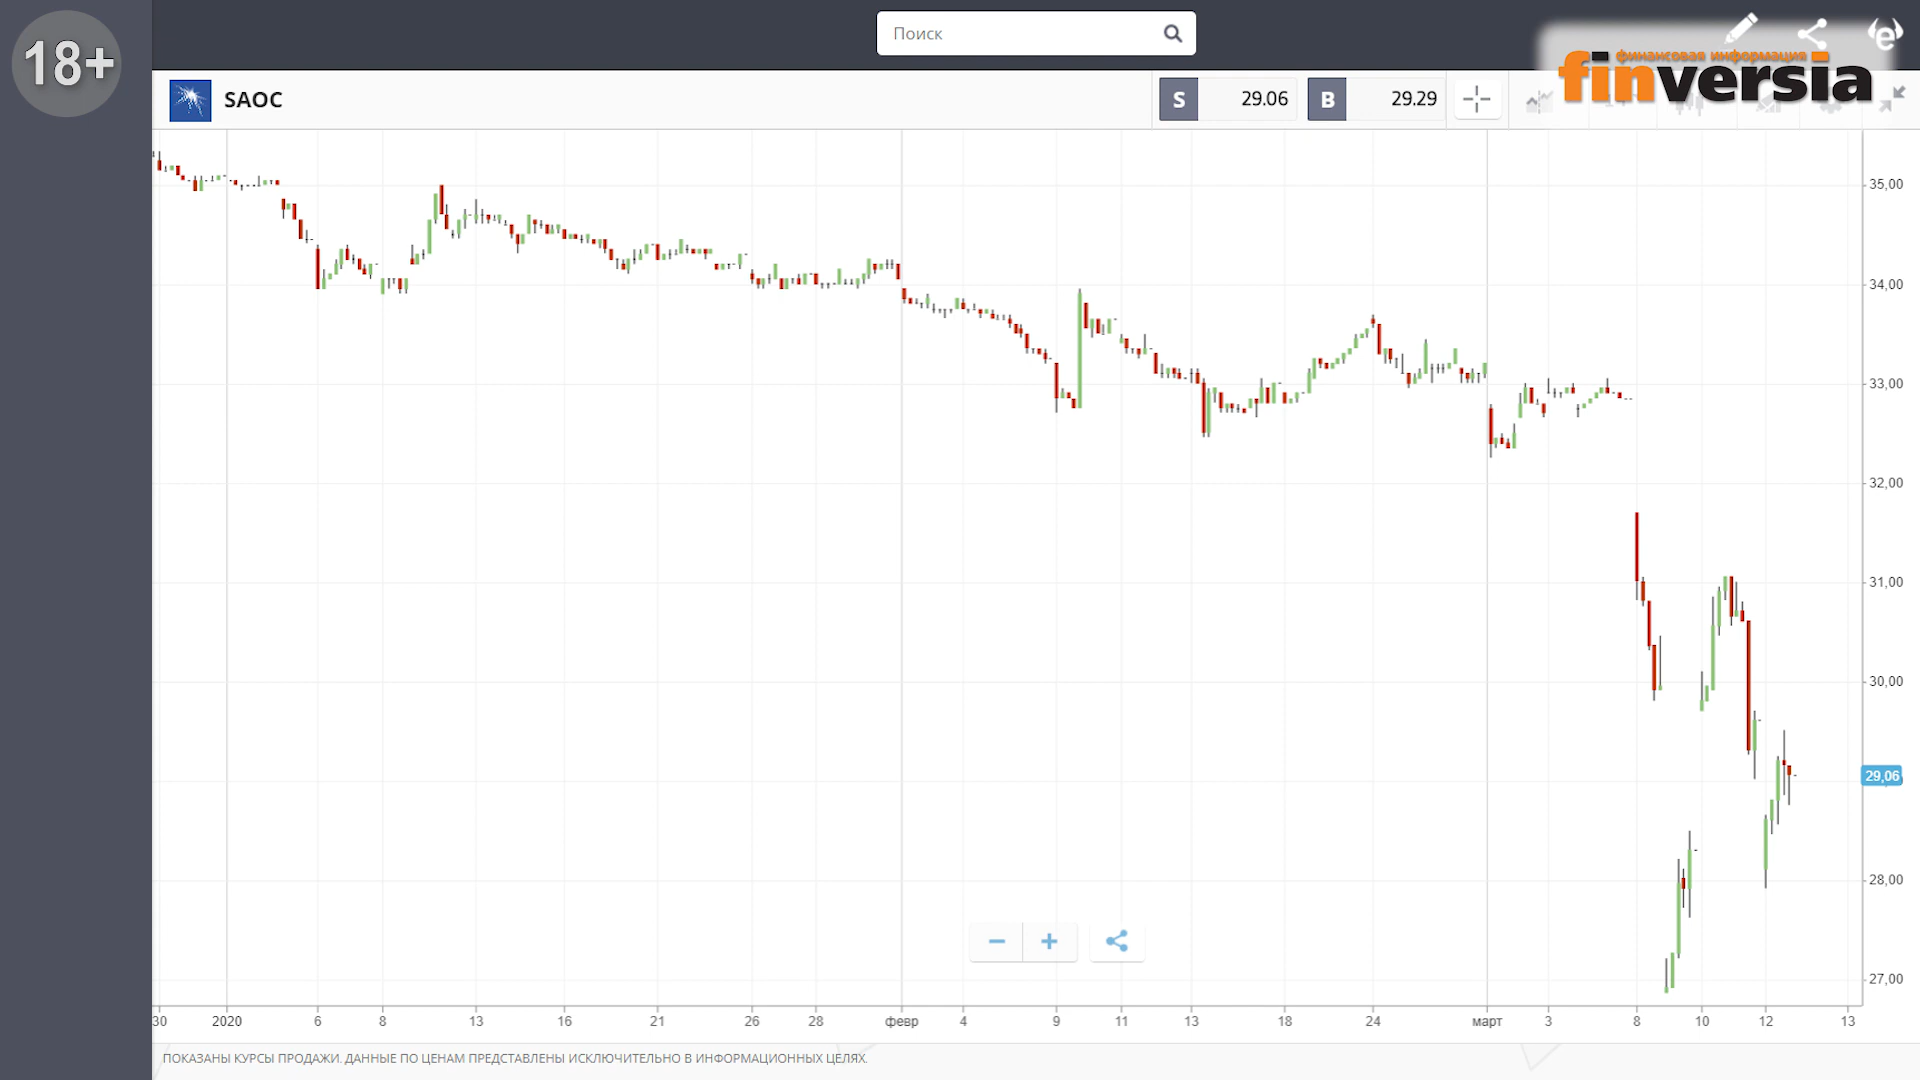 18+
Поиск
финансовая информация
finversia
SAOC
S 29.06 B 29.29
35,00
34,00
33,00
32,00
31,00
30,00
29,06
28,00
27,00
30 2020 6 8 13 16 21 26 28 февр 4 9 11 13 18 24 март 3 8 10 12 13
ПОКАЗАНЫ КУРСЫ ПРОДАЖИ. ДАННЫЕ ПО ЦЕНАМ ПРЕДСТАВЛЕНЫ ИСКЛЮЧИТЕЛЬНО В ИНФОРМАЦИОННЫХ ЦЕЛЯХ.